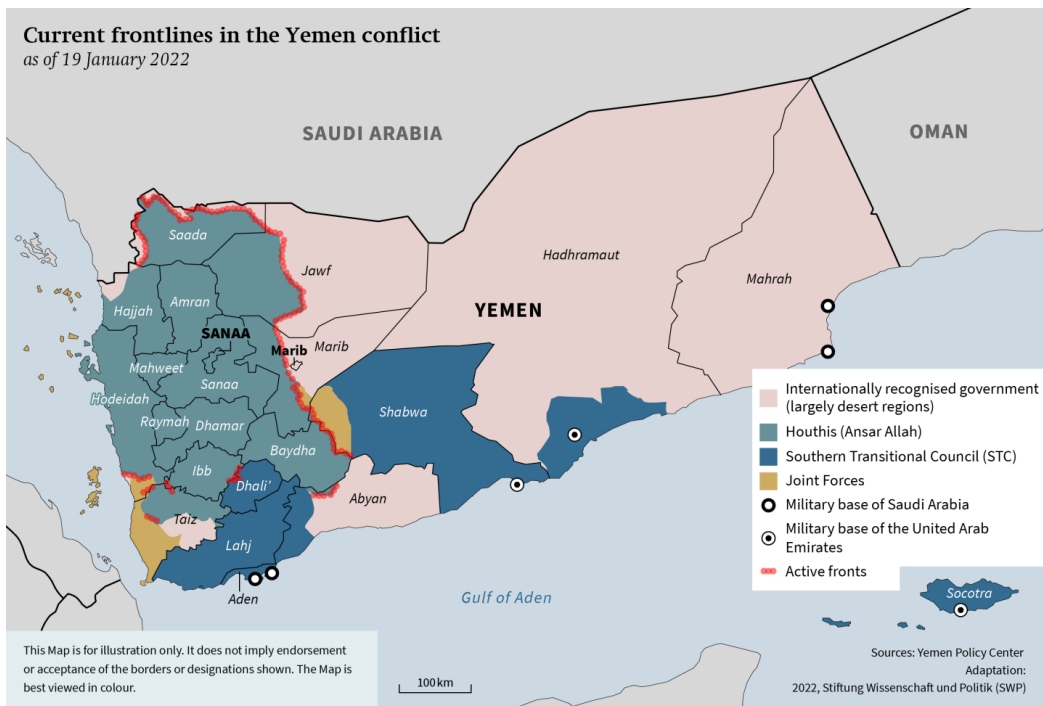 Current frontlines in the Yemen conflict
as of 19 January 2022
SAUDI ARABIA
OMAN
Saada
Jawf
Hadhramaut
Mahrah
Hajjah
Amran
YEMEN
SANAA
Marib
Marib
Mahweet
Sanaa
Hodeidah
Shabwa
Raymah
Dhamar
Baydha
Ibb
Dhali'
Abyan
Taiz
Lahj
Aden
Gulf of Aden
Socotra
Internationally recognised government
(largely desert regions)
Houthis (Ansar Allah)
Southern Transitional Council (STC)
Joint Forces
Military base of Saudi Arabia
Military base of the United Arab
Emirates
Active fronts
This Map is for illustration only. It does not imply endorsement
or acceptance of the borders or designations shown. The Map is
best viewed in colour.
100 km
Sources: Yemen Policy Center
Adaptation:
2022, Stiftung Wissenschaft und Politik (SWP)